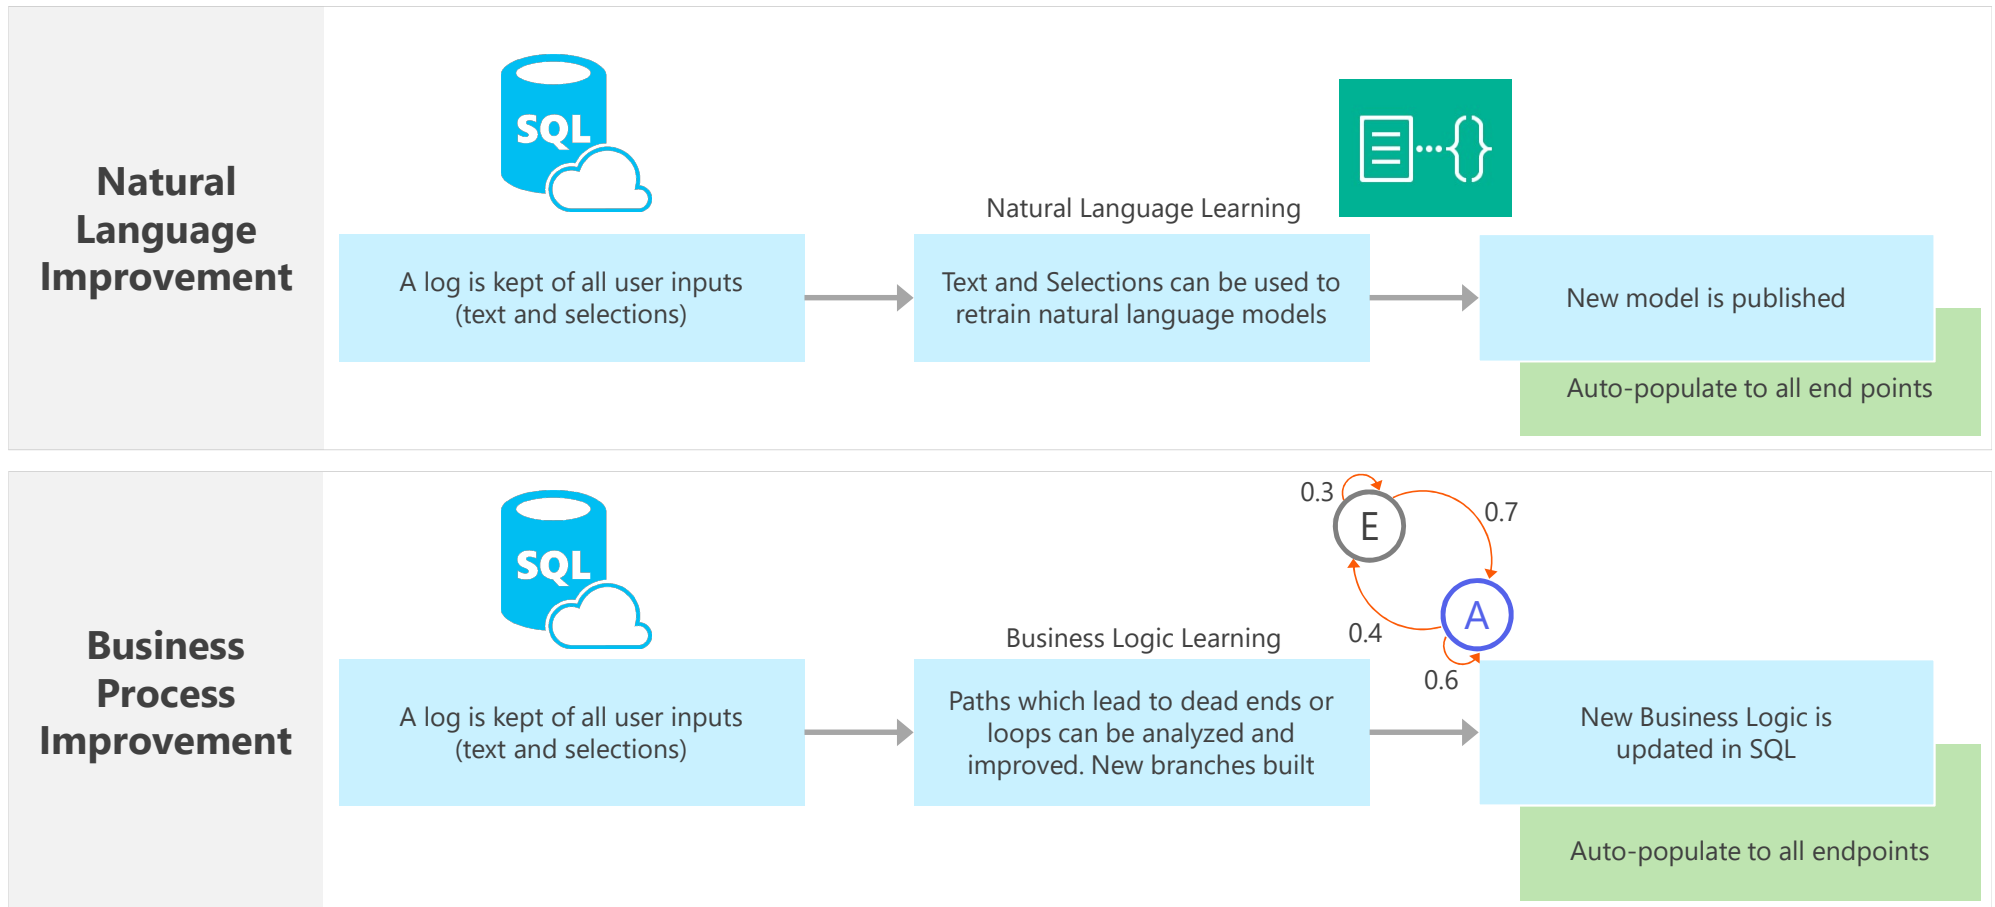 Natural
Language
Improvement
SQL
A log is kept of all user inputs
(text and selections)
Natural Language Learning
Text and Selections can be used to
retrain natural language models
New model is published
Auto-populate to all end points
Business
Process
Improvement
SQL
A log is kept of all user inputs
(text and selections)
Business Logic Learning
Paths which lead to dead ends or
loops can be analyzed and
improved. New branches built
0.3
E
0.7
A
0.4
0.6
New Business Logic is
updated in SQL
Auto-populate to all endpoints